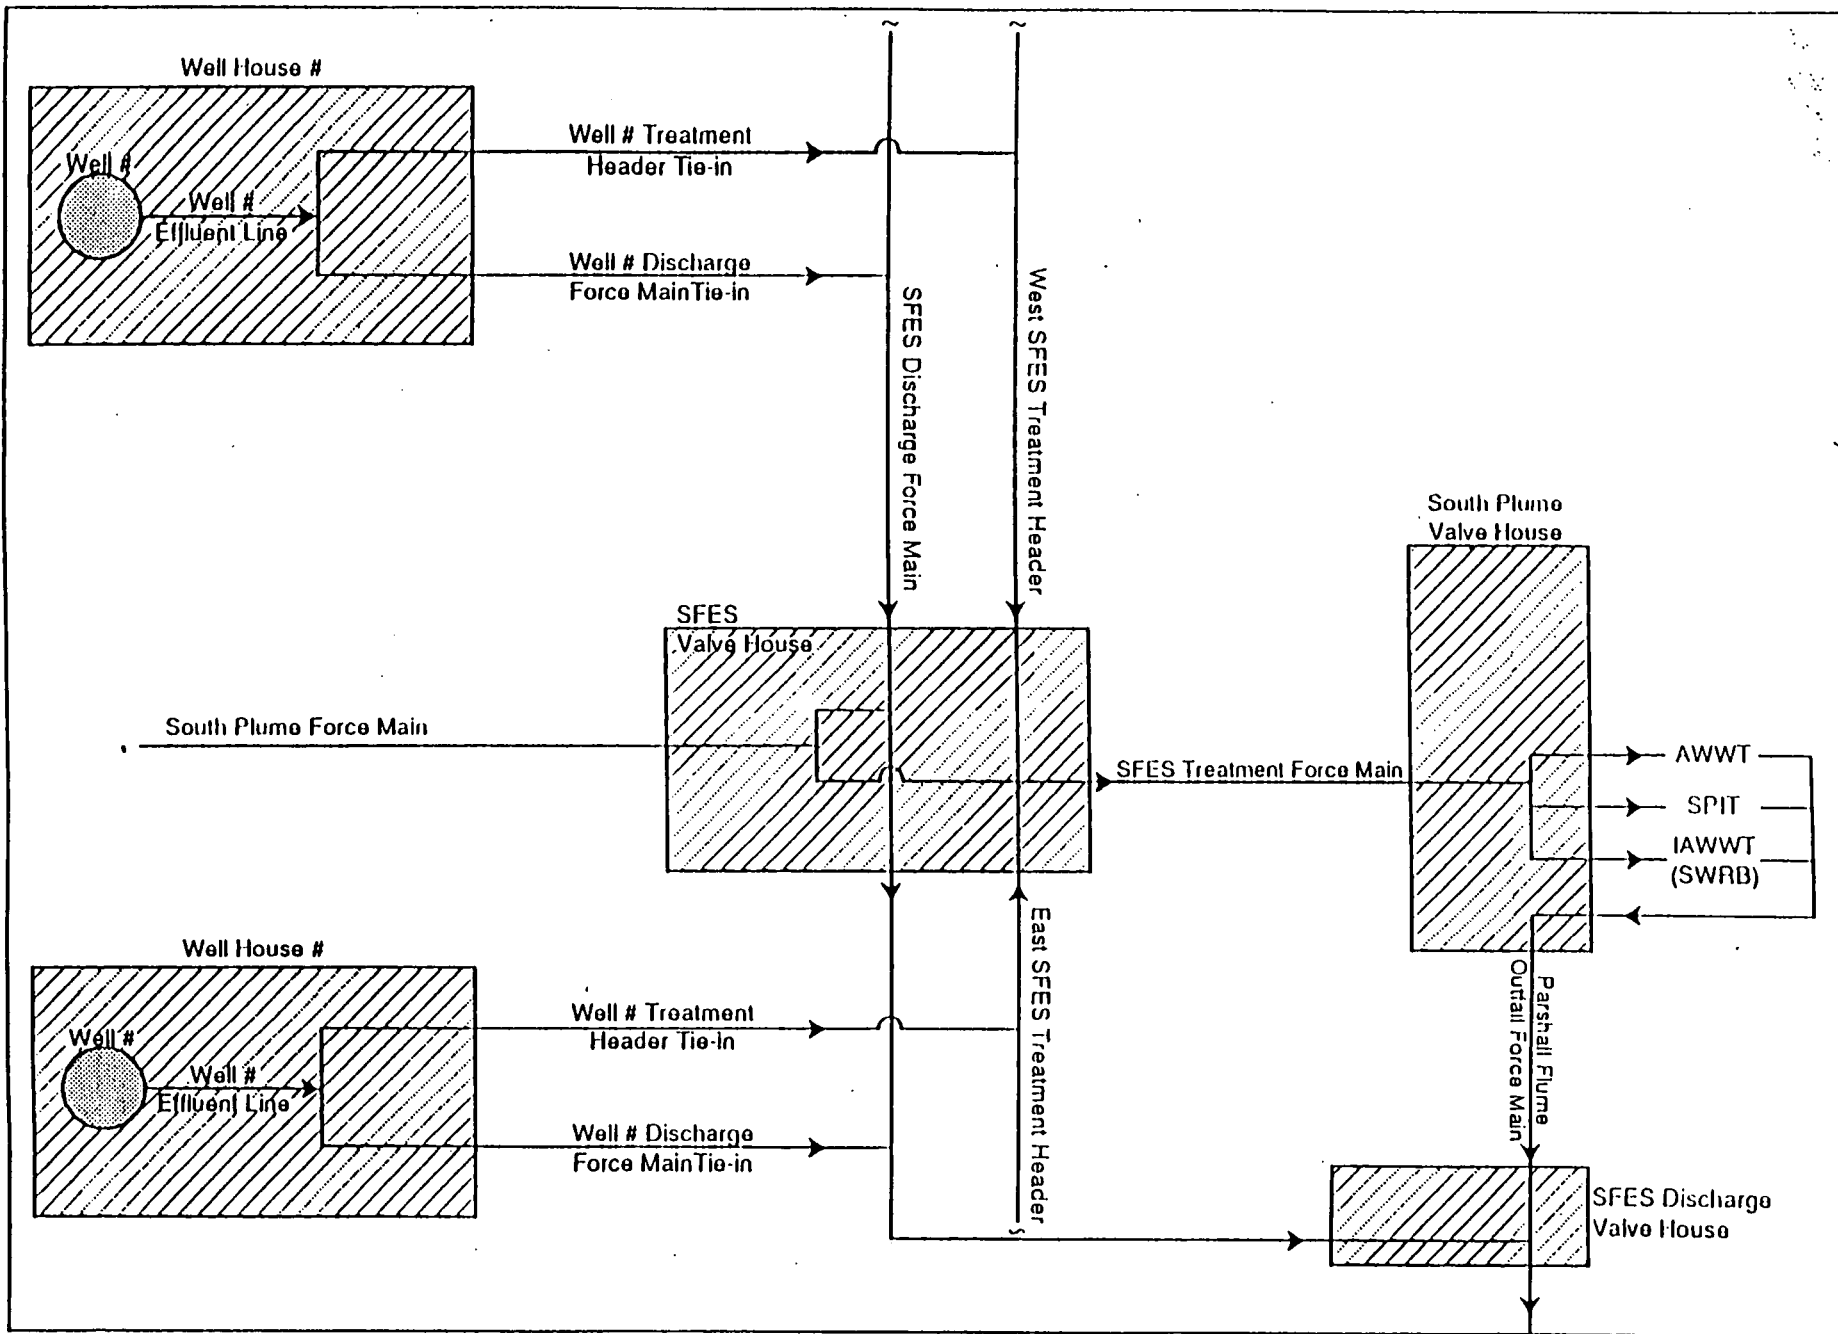 Well House #
Well #
Well #
Effluent Line
Well # Treatment
Header Tie-in
Well # Discharge
Force MainTie-in
SFES Discharge Force Main
West SFES Treatment Header
South Plume
Valve House
SFES
Valve House
South Plume Force Main
SFES Treatment Force Main
AWWT
SPIT
IAWWT
(SWRB)
Well House #
Well #
Well #
Effluent Line
Well # Treatment
Header Tie-In
Well # Discharge
Force MainTie-in
East SFES Treatment Header
Parshall Flume
Outfall Force Main
SFES Discharge
Valve House